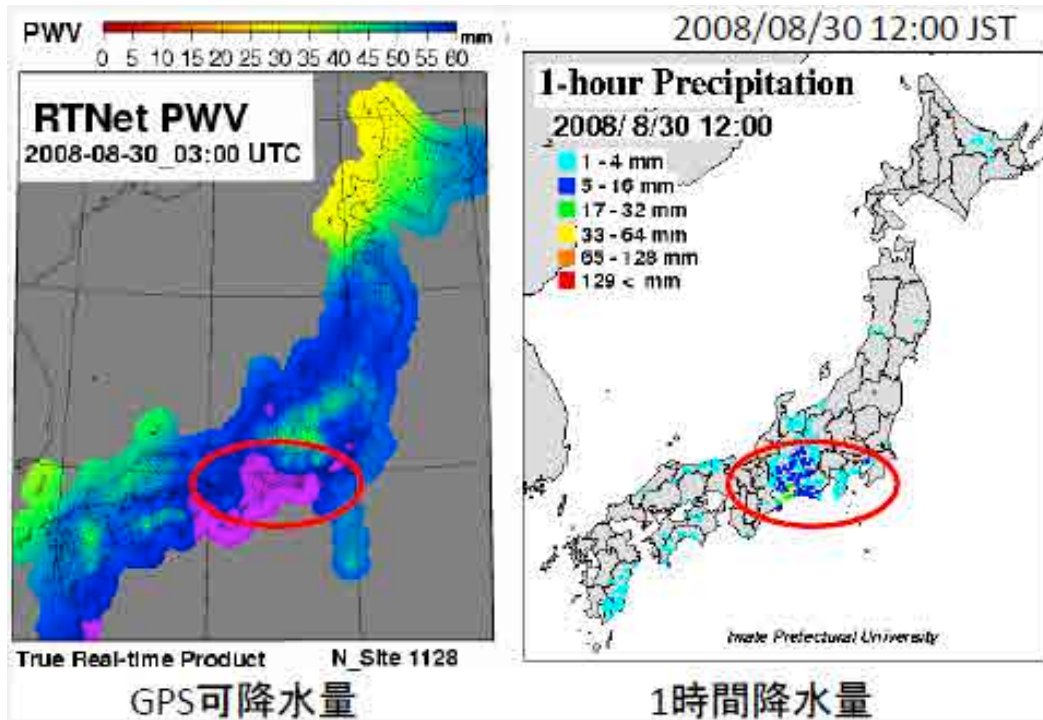 PWV
mm
0 5 10 15 20 25 30 35 40 45 50 55 60
RTNet PWV
2008-08-30_03:00 UTC
True Real-time Product
N_Site 1128
GPS可降水量
2008/08/30 12:00 JST
1-hour Precipitation
2008/ 8/30 12:00
1 - 4 mm
5 - 16 mm
17 - 32 mm
33 - 64 mm
65 - 128 mm
129 < mm
Iwate Prefectural University
1時間降水量